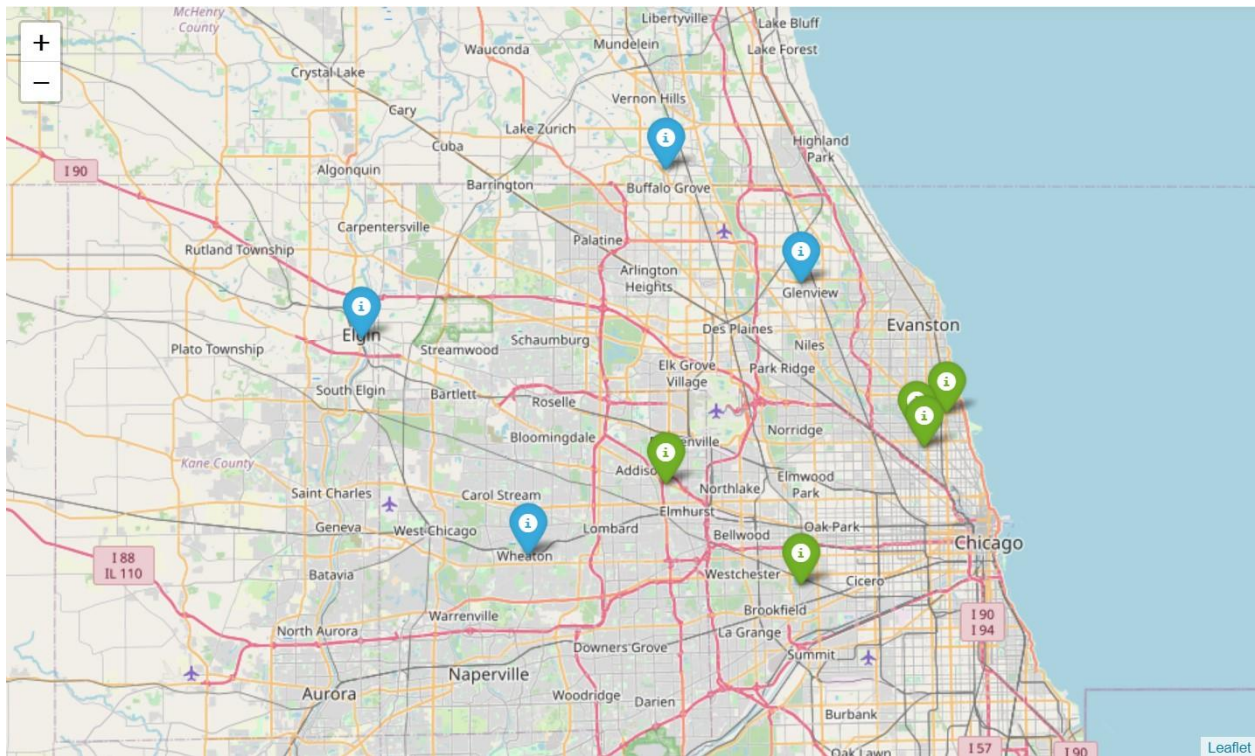 +
−
McHenry
County
Libertyville
Lake Bluff
Wauconda
Mundelein
Lake Forest
Crystal Lake
Cary
Vernon Hills
Lake Zurich
Cuba
Highland
Park
I 90
Algonquin
Barrington
Buffalo Grove
Carpentersville
Palatine
Rutland Township
Arlington
Heights
Glenview
Elgin
Des Plaines
Evanston
Plato Township
Streamwood
Schaumburg
Niles
Elk Grove
Village
Park Ridge
South Elgin
Bartlett
Roselle
Bloomingdale
Norridge
Kane County
Addiso
Elmwood
Park
Northlake
Saint Charles
Carol Stream
Elmhurst
Geneva
West Chicago
Lombard
Oak Park
Bellwood
Chicago
Wheaton
I 88
IL 110
Batavia
Westchester
Cicero
Warrenville
Brookfield
I 90
I 94
North Aurora
La Grange
Downers Grove
Summit
Naperville
Aurora
Woodridge
Darien
Burbank
Oak Lawn
I 57
I 90
Leaflet